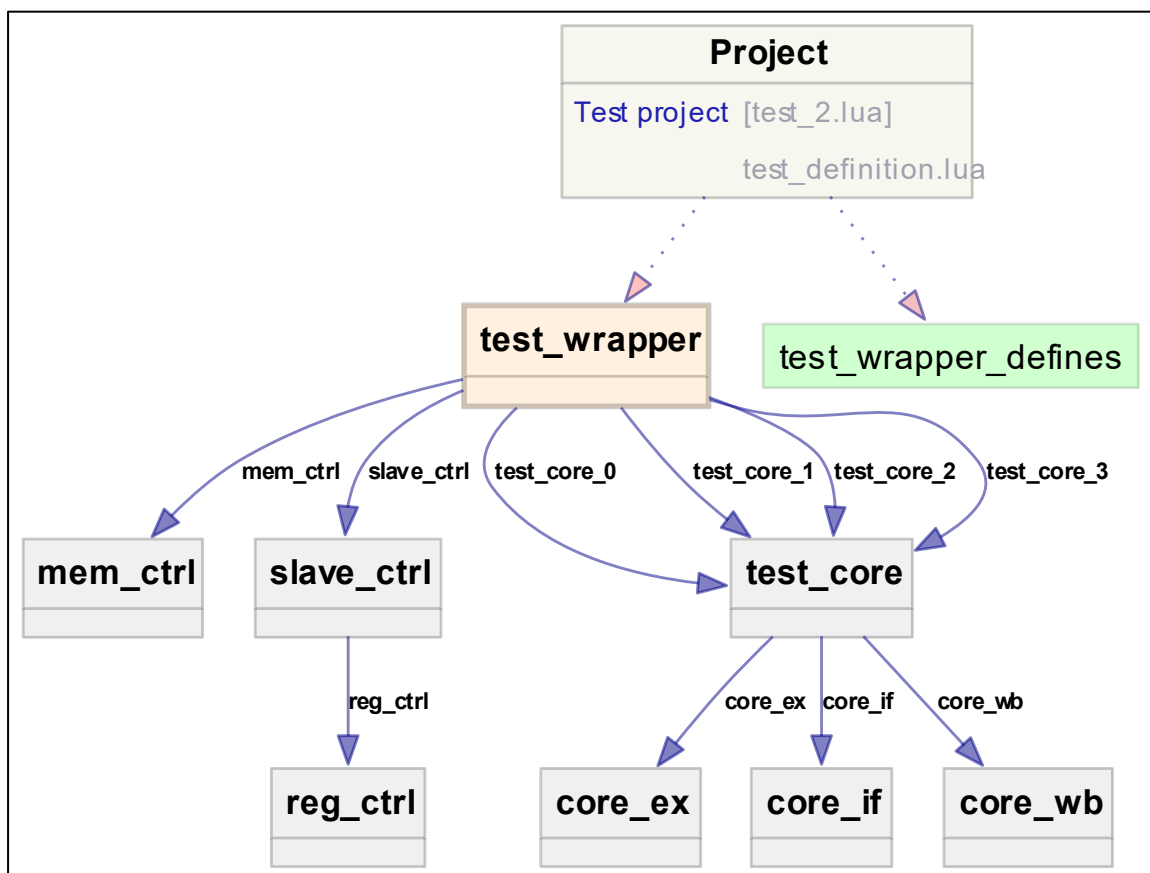 Project
Test project [test_2.lua]
test_definition.lua
test_wrapper
test_wrapper_defines
mem_ctrl slave_ctrl test_core_0 test_core_1 test_core_2 test_core_3
mem_ctrl slave_ctrl test_core
reg_ctrl core_ex core_if core_wb
reg_ctrl core_ex core_if core_wb